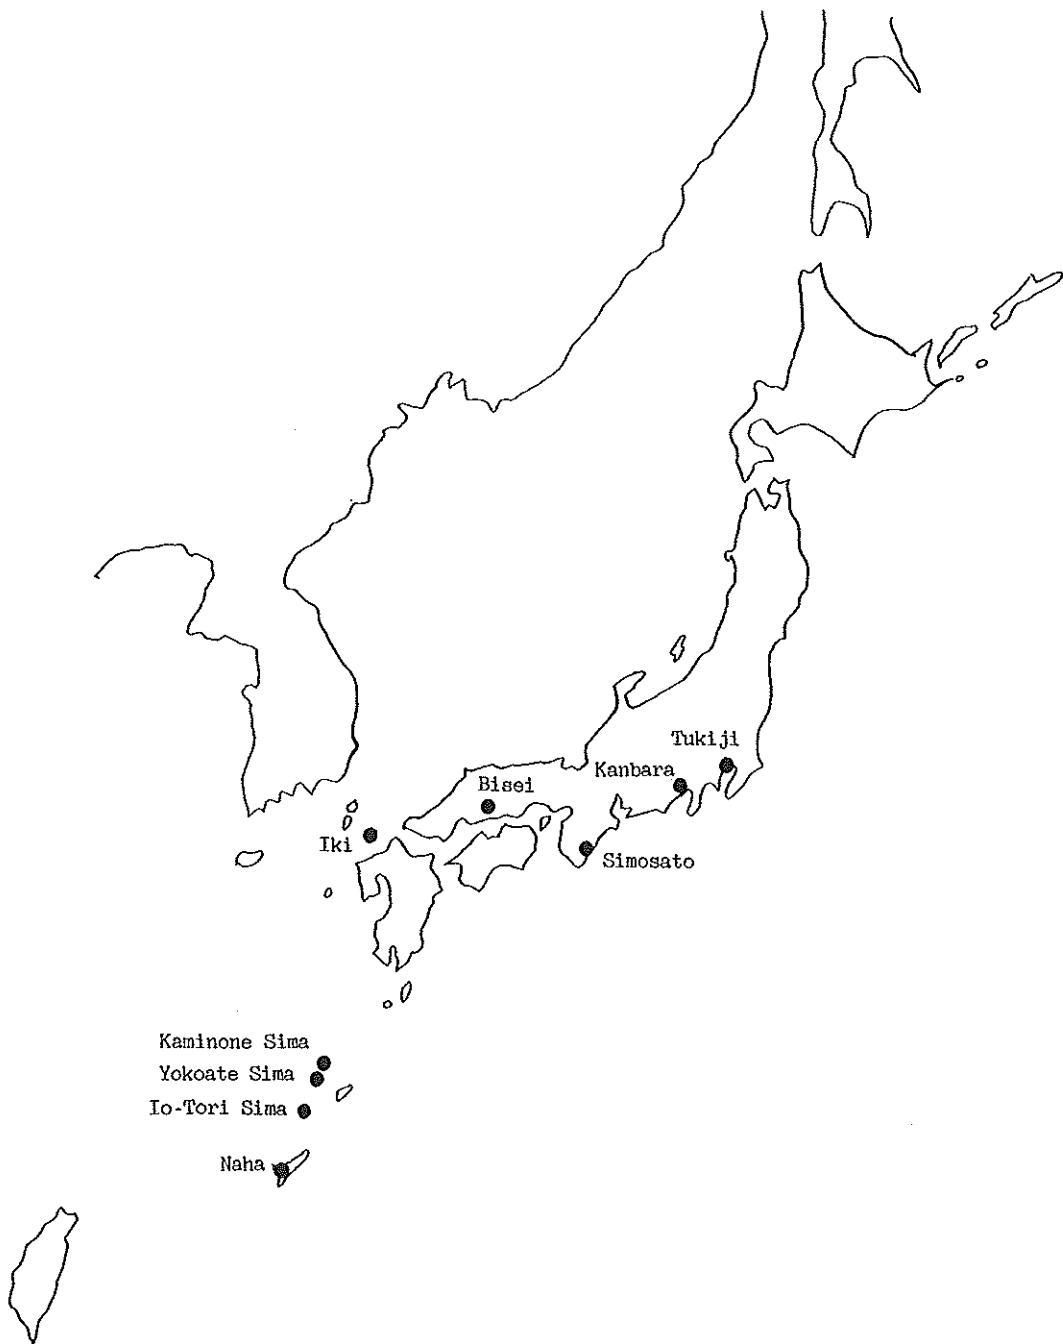 Tukiji
Kanbara
Bisei
Iki
Simosato
Kaminone Sima
Yokoate Sima
Io-Tori Sima
Naha